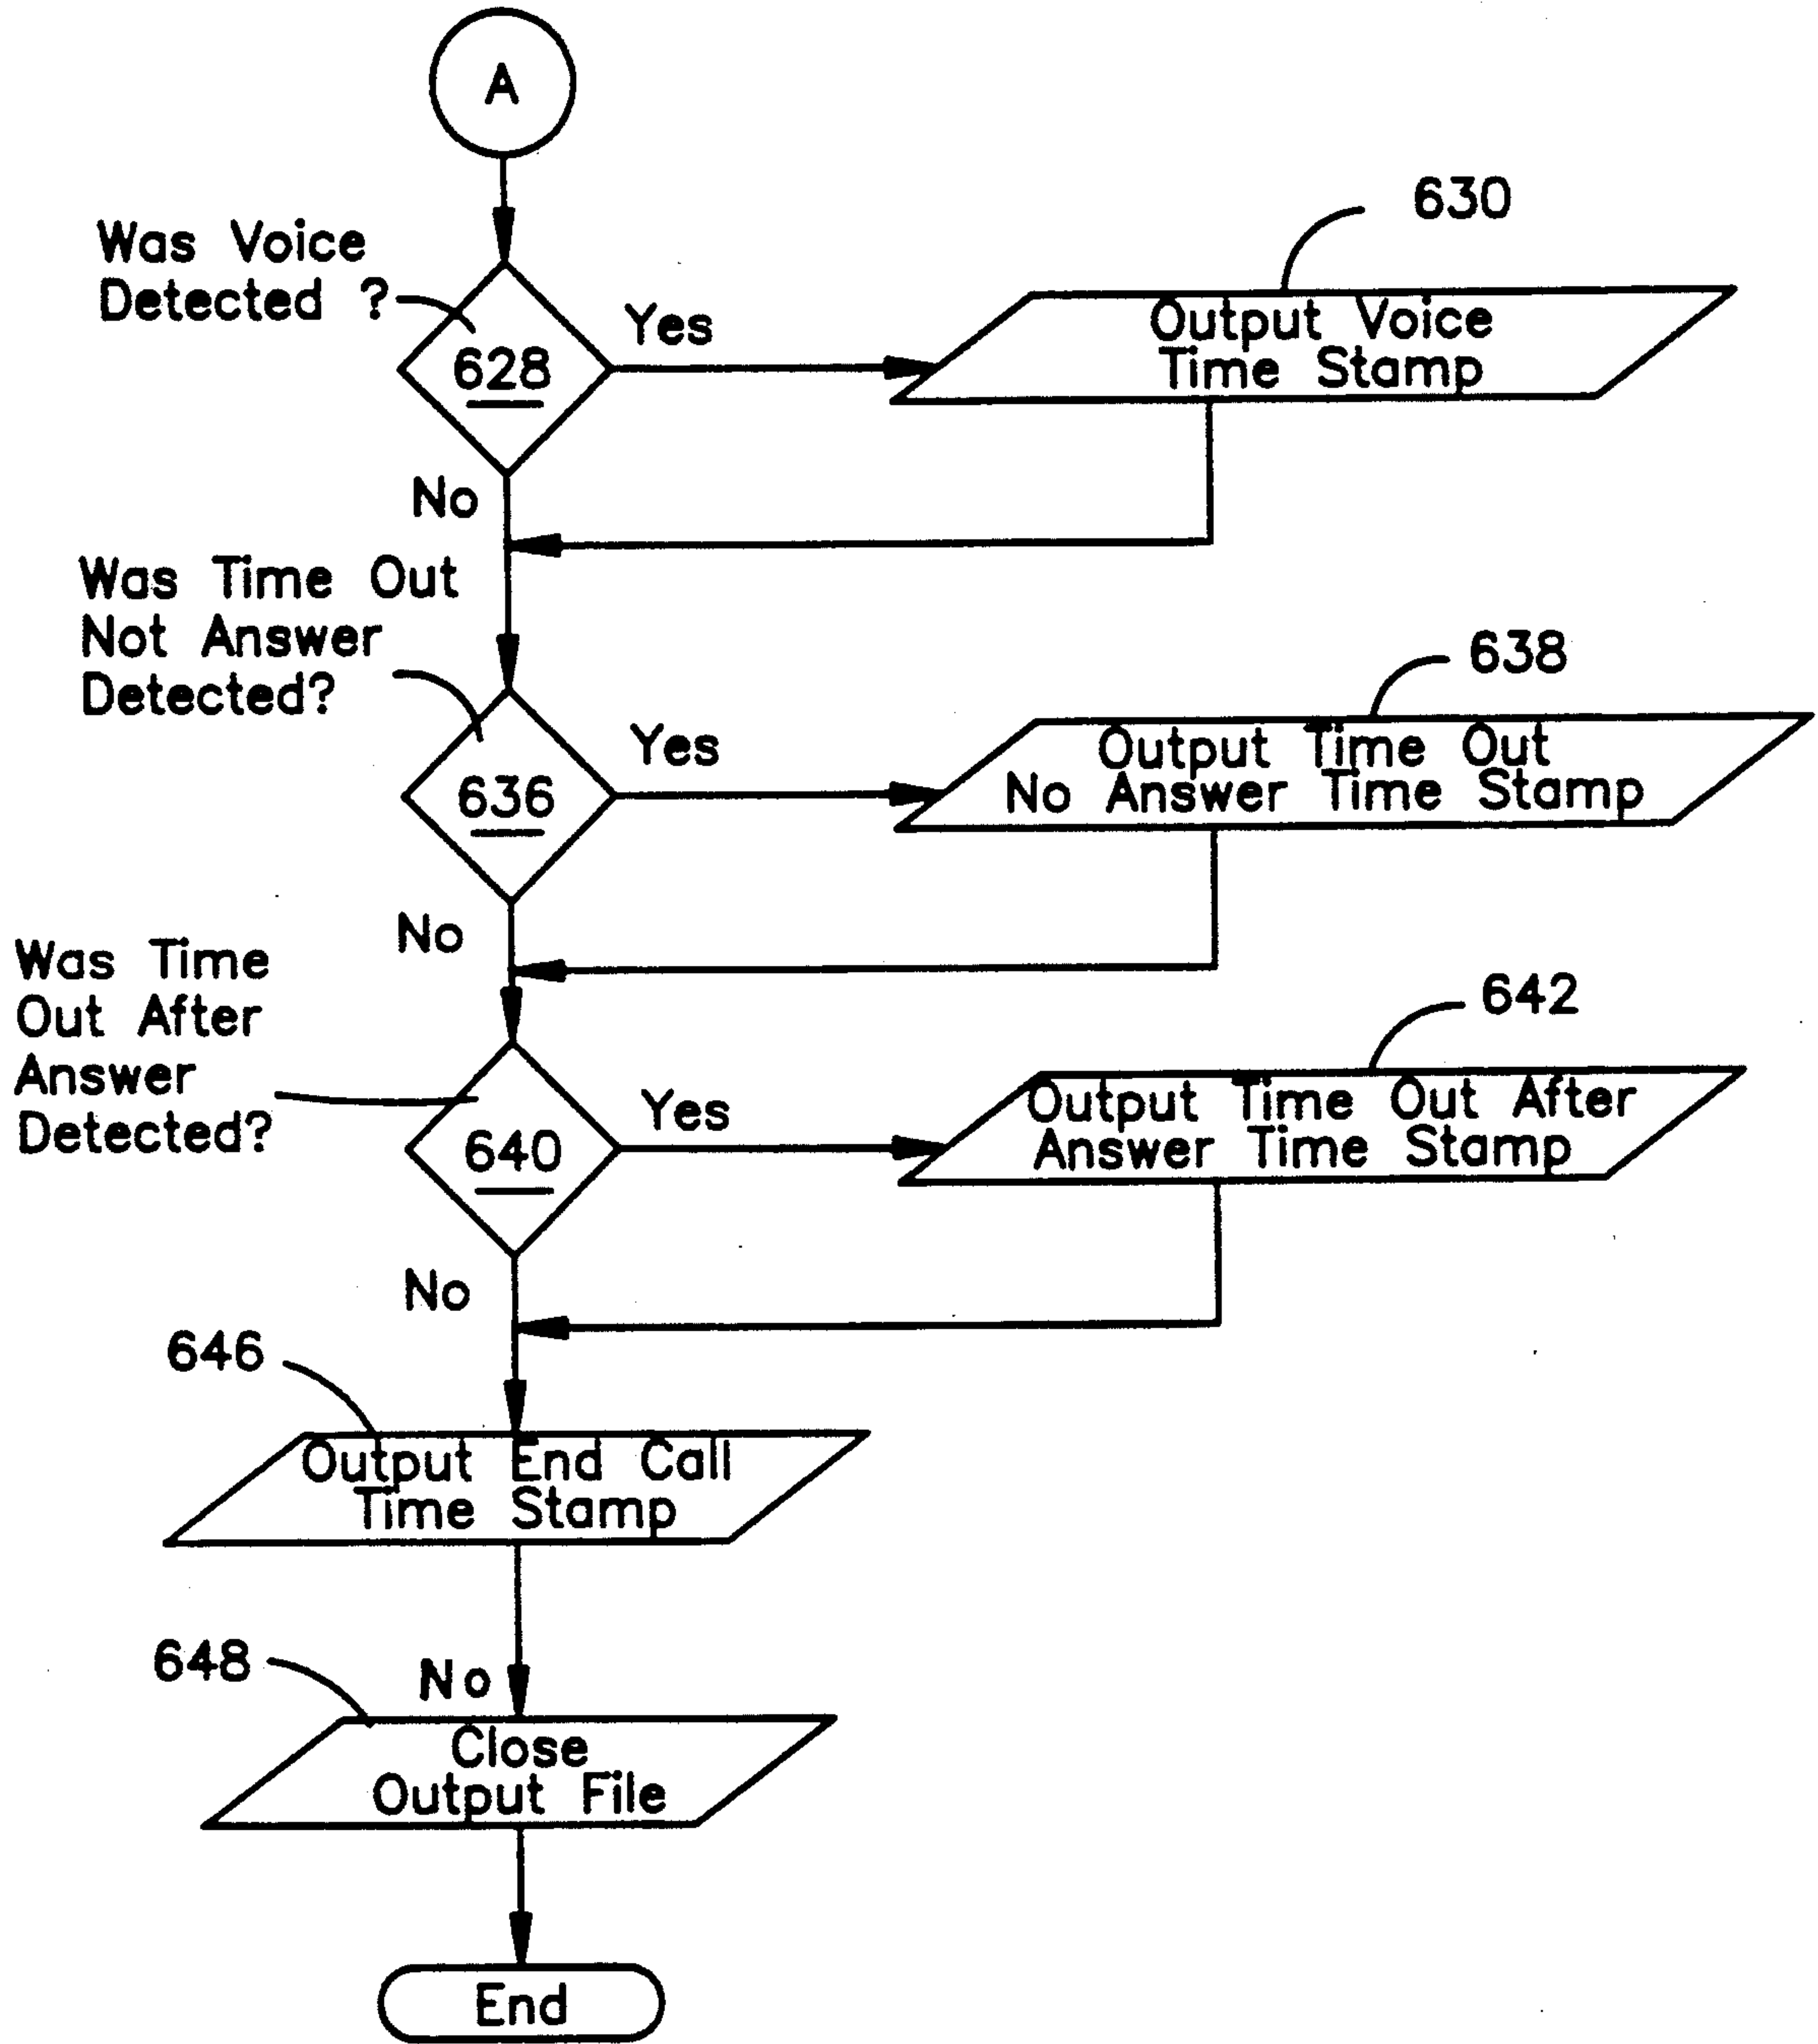 A
Was Voice
Detected ?
628
Yes
630
Output Voice
Time Stamp
No
Was Time Out
Not Answer
Detected?
636
Yes
638
Output Time Out
No Answer Time Stamp
No
Was Time
Out After
Answer
Detected?
640
Yes
642
Output Time Out After
Answer Time Stamp
No
646
Output End Call
Time Stamp
648
No
Close
Output File
End